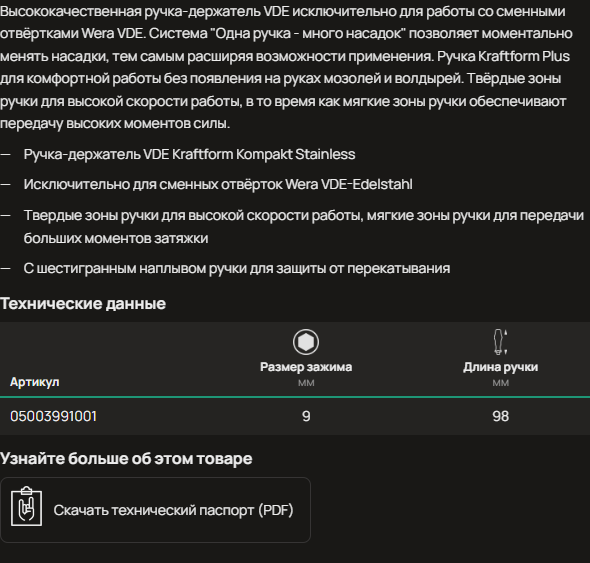 Высококачественная ручка-держатель VDE исключительно для работы со сменными
отвёртками Wera VDE. Система "Одна ручка - много насадок" позволяет моментально
менять насадки, тем самым расширяя возможности применения. Ручка Kraftform Plus
для комфортной работы без появления на руках мозолей и волдырей. Твёрдые зоны
ручки для высокой скорости работы, в то время как мягкие зоны ручки обеспечивают
передачу высоких моментов силы.
— Ручка-держатель VDE Kraftform Kompakt Stainless
— Исключительно для сменных отвёрток Wera VDE-Edelstahl
— Твердые зоны ручки для высокой скорости работы, мягкие зоны ручки для передачи
больших моментов затяжки
— С шестигранным наплывом ручки для защиты от перекатывания
Технические данные
Размер зажима Длина ручки
мм мм
Артикул
05003991001 9 98
Узнайте больше об этом товаре
Скачать технический паспорт (PDF)